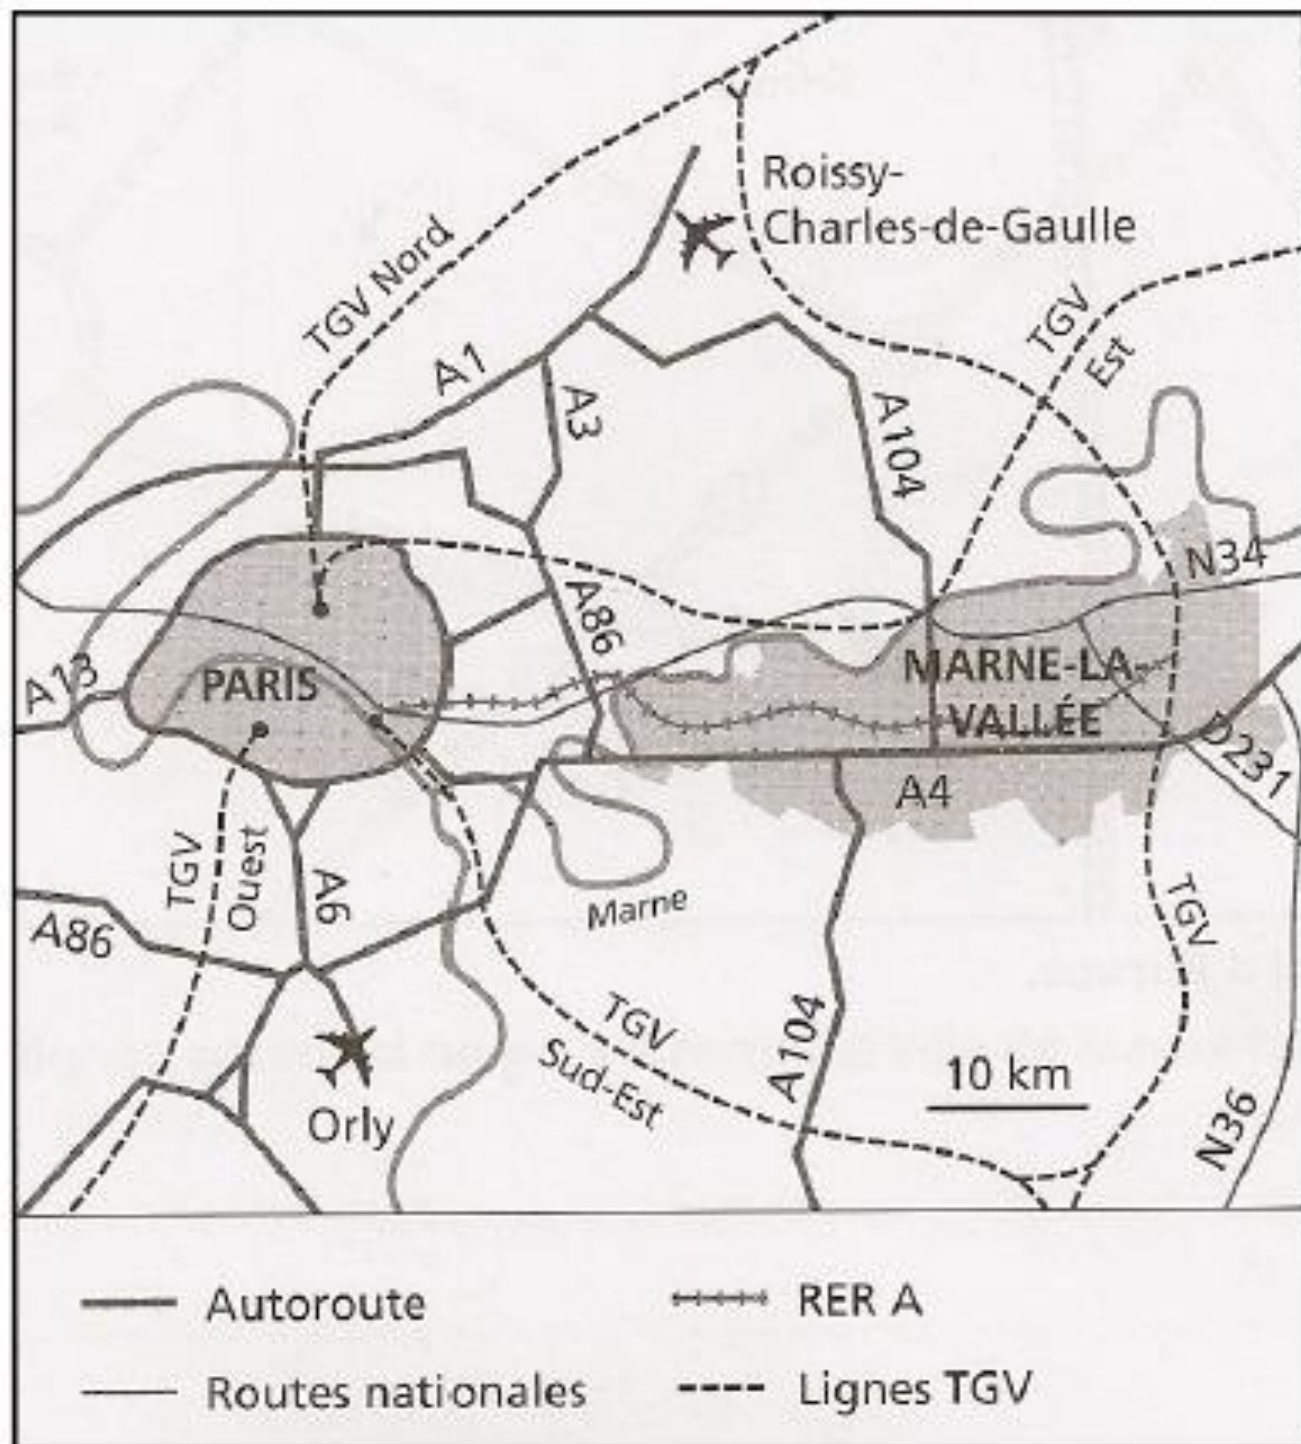 Roissy-
Charles-de-Gaulle
TGV Nord
TGV
Est
A1
A3
A104
N34
A86
A13
PARIS
MARNE-LA-
VALLÉE
D231
A4
TGV
Ouest
A6
Marne
A86
TGV
TGV
Sud-Est
A104
10 km
Orly
N36
Autoroute
RER A
Routes nationales
Lignes TGV